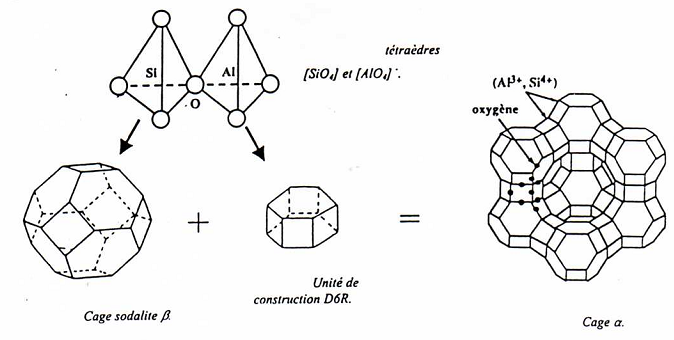 Si
Al
O
tétraèdres
[SiO₄] et [AlO₄]⁻.
(Al³⁺, Si⁴⁺)
oxygène
+
=
Unité de
construction D6R.
Cage sodalite β.
Cage α.